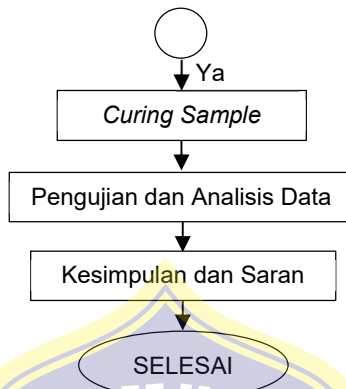 Ya
Curing Sample
Pengujian dan Analisis Data
Kesimpulan dan Saran
SELESAI